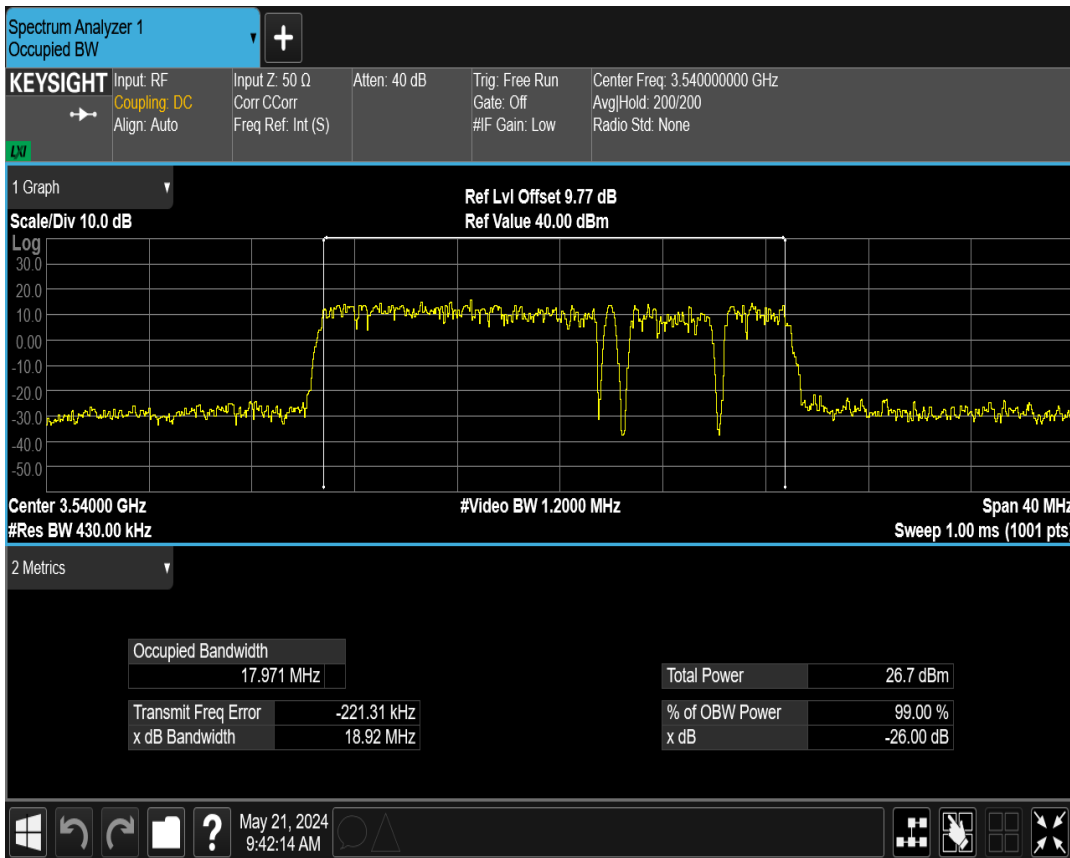 Spectrum Analyzer 1
Occupied BW
KEYSIGHT
Input: RF
Coupling: DC
Align: Auto
Input Z: 50 Ω
Corr CCorr
Freq Ref: Int (S)
Atten: 40 dB
Trig: Free Run
Gate: Off
#IF Gain: Low
Center Freq: 3.540000000 GHz
Avg|Hold: 200/200
Radio Std: None
LXI
1 Graph
Scale/Div 10.0 dB
Ref Lvl Offset 9.77 dB
Ref Value 40.00 dBm
Log
30.0
20.0
10.0
0.00
-10.0
-20.0
-30.0
-40.0
-50.0
Center 3.54000 GHz
#Video BW 1.2000 MHz
Span 40 MHz
#Res BW 430.00 kHz
Sweep 1.00 ms (1001 pts)
2 Metrics
Occupied Bandwidth
17.971 MHz
Total Power 26.7 dBm
Transmit Freq Error -221.31 kHz
% of OBW Power 99.00 %
x dB Bandwidth 18.92 MHz
x dB -26.00 dB
?
May 21, 2024
9:42:14 AM